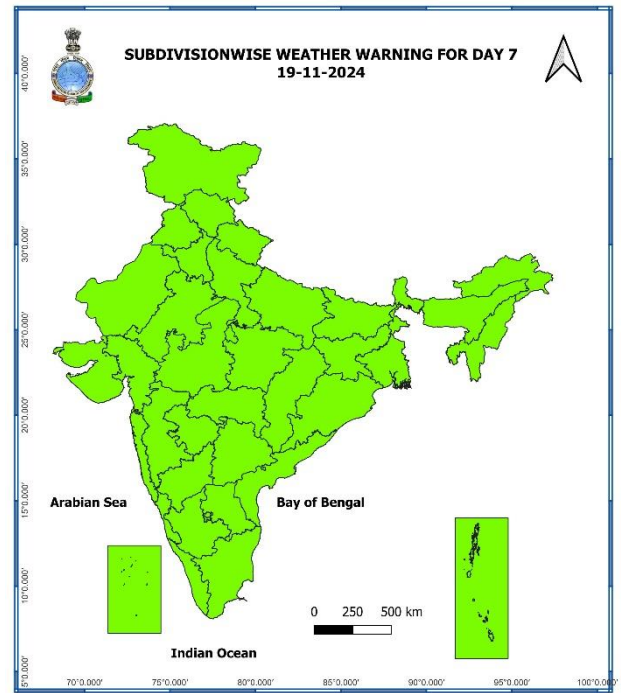 SUBDIVISIONWISE WEATHER WARNING FOR DAY 7
19-11-2024
40°0.000'
35°0.000'
30°0.000'
25°0.000'
20°0.000'
15°0.000'
10°0.000'
5°0.000'
Arabian Sea
Bay of Bengal
0 250 500 km
Indian Ocean
70°0.000' 75°0.000' 80°0.000' 85°0.000' 90°0.000' 95°0.000' 100°0.000'